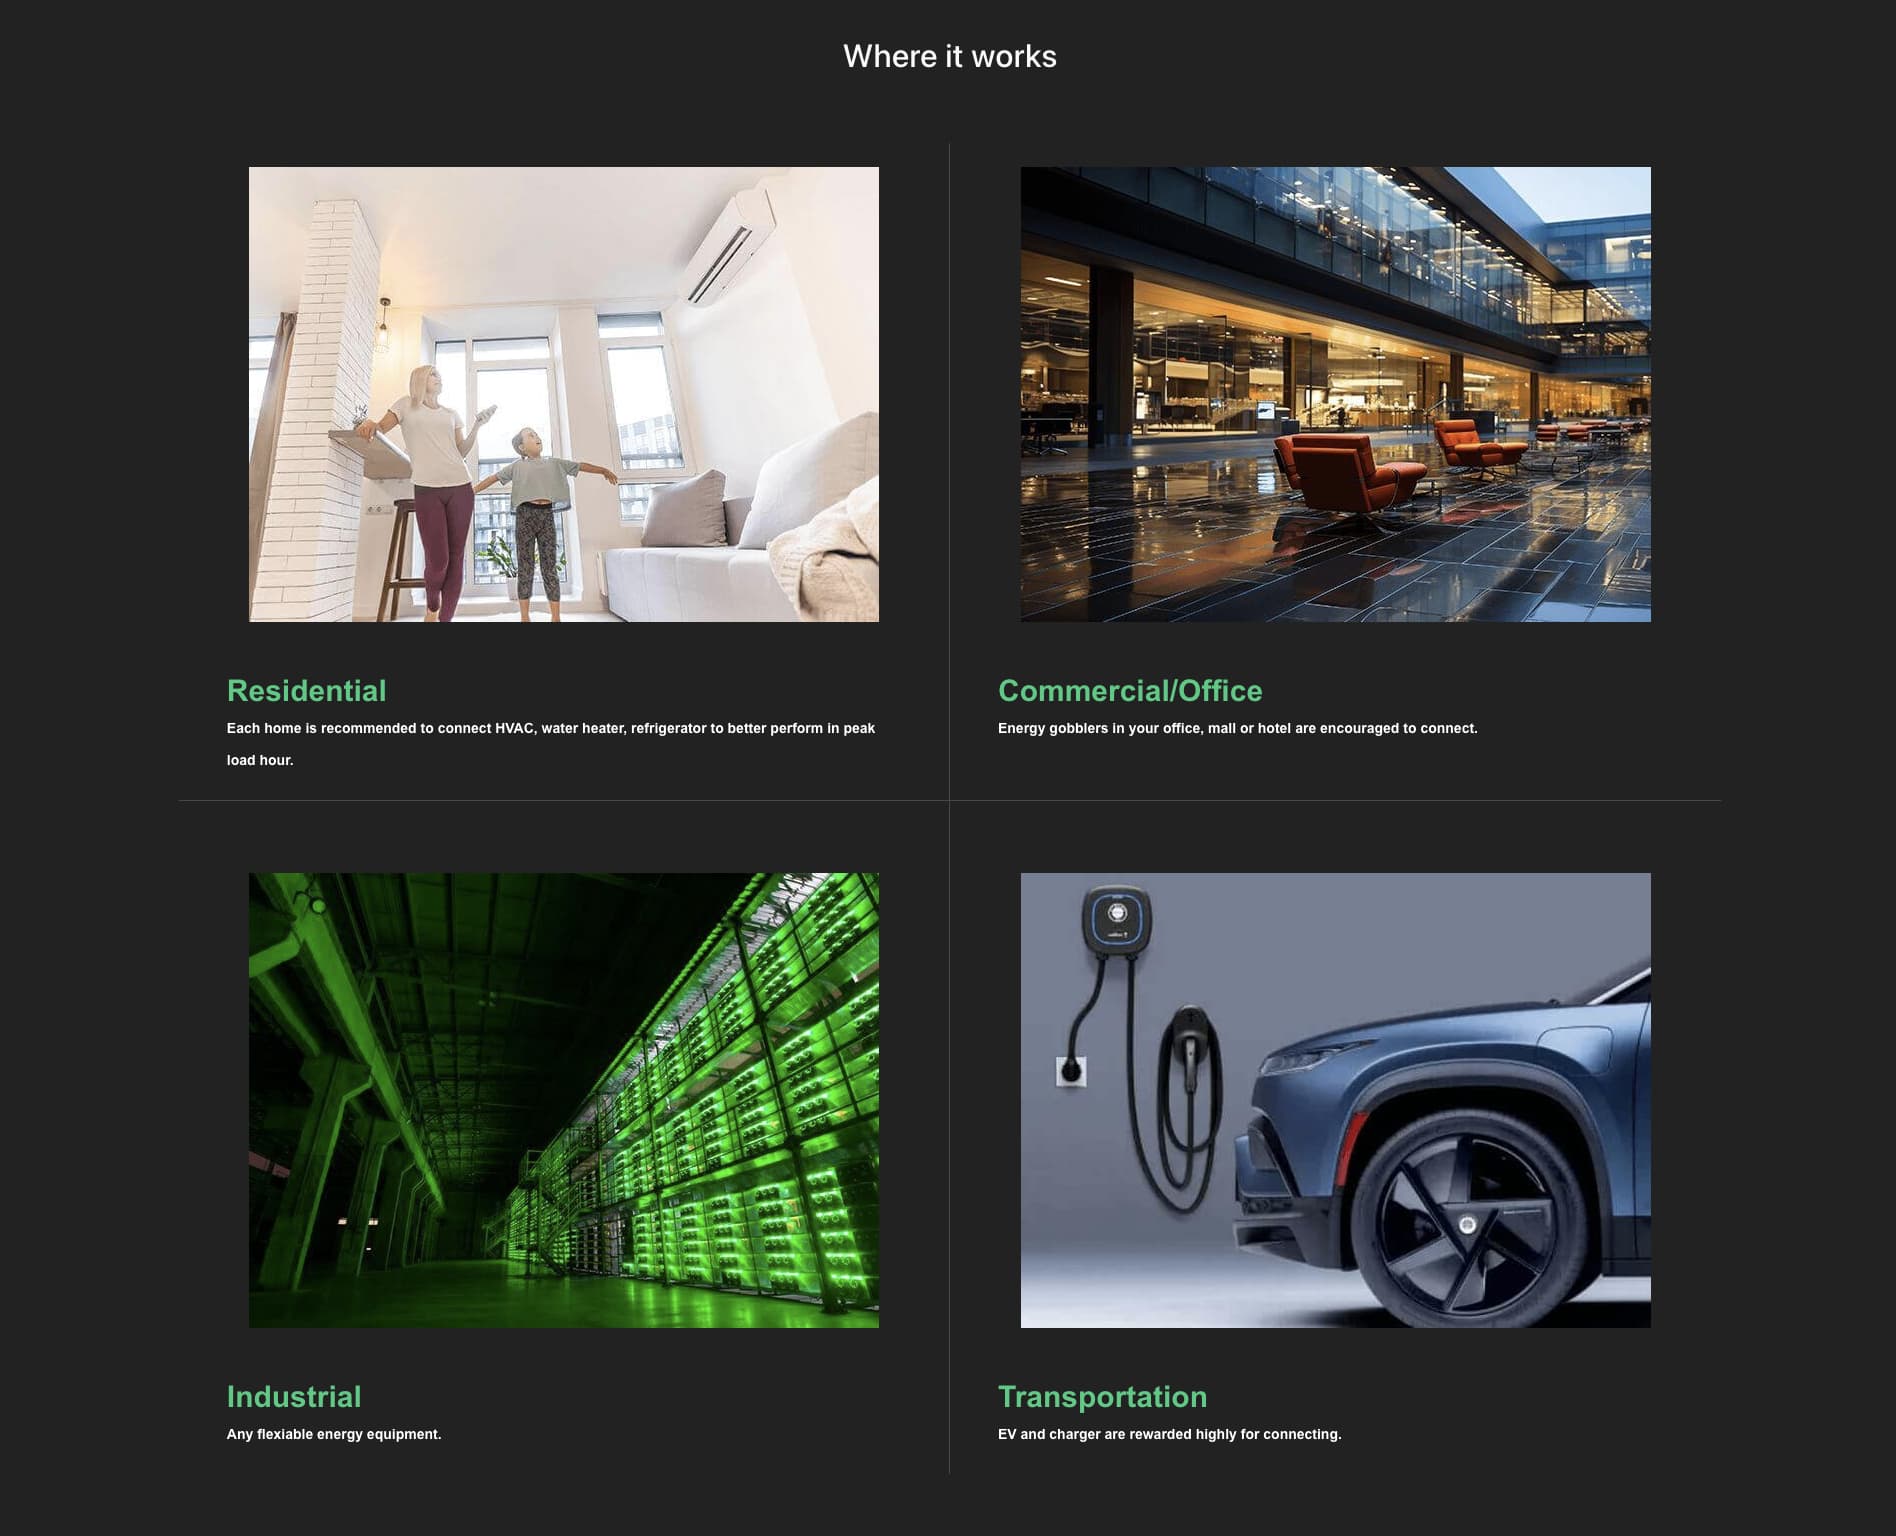 Where it works
Residential
Each home is recommended to connect HVAC, water heater, refrigerator to better perform in peak
load hour.
Commercial/Office
Energy gobblers in your office, mall or hotel are encouraged to connect.
Industrial
Any flexiable energy equipment.
Transportation
EV and charger are rewarded highly for connecting.